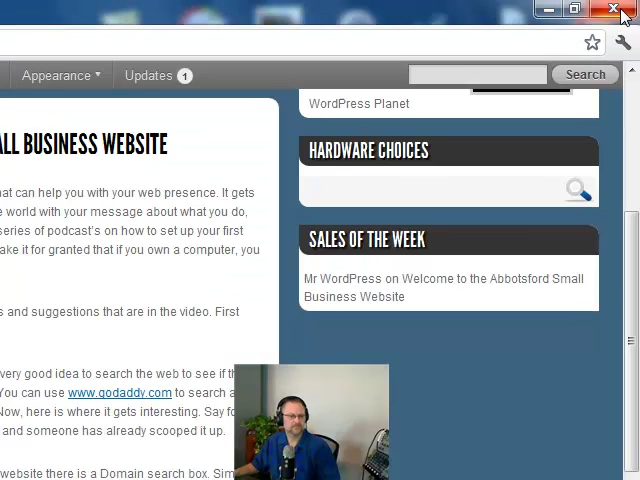 Appearance
Updates 1
Search
WordPress Planet
ALL BUSINESS WEBSITE
HARDWARE CHOICES
hat can help you with your web presence. It gets
e world with your message about what you do,
series of podcast's on how to set up your first
ake it for granted that if you own a computer, you
SALES OF THE WEEK
Mr WordPress on Welcome to the Abbotsford Small
Business Website
s and suggestions that are in the video. First
very good idea to search the web to see if th
You can use www.godaddy.com to search a
Now, here is where it gets interesting. Say fo
and someone has already scooped it up.
website there is a Domain search box. Sim